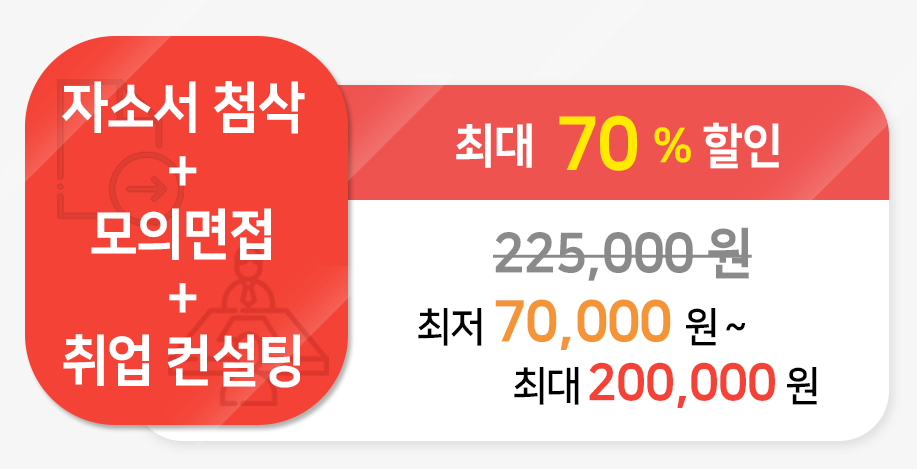 자소서 첨삭
+
모의면접
+
취업 컨설팅
최대 70 % 할인
225,000 원
최저 70,000 원 ~
최대 200,000 원